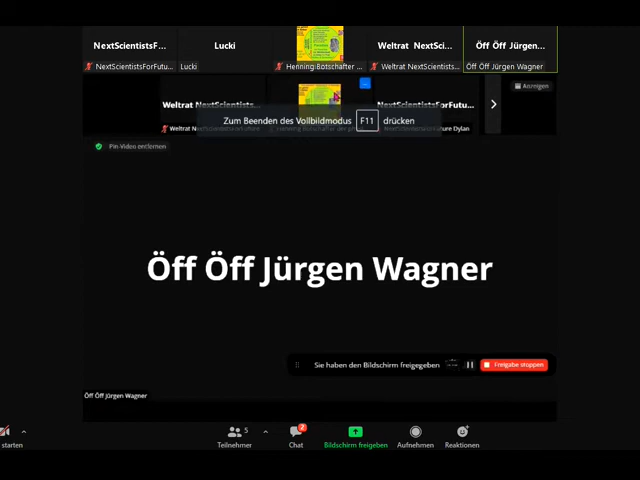 NextScientistsF...
Lucki
Weltrat NexSci...
Öff Öff Jürgen...
NextScientistsForFutu...
Lucki
Henning:Botschafter ...
Weltrat NextScientists...
Öff Öff Jürgen Wagner
Anzeigen
Weltrat NextScientists...
NextScientistsForFutu...
Zum Beenden des Vollbildmodus F11 drücken
Pin-Video entfernen
Öff Öff Jürgen Wagner
Sie haben den Bildschirm freigegeben
Freigabe stoppen
Öff Öff Jürgen Wagner
5
2
starten
Teilnehmer
Chat
Bildschirm freigeben
Aufnehmen
Reaktionen